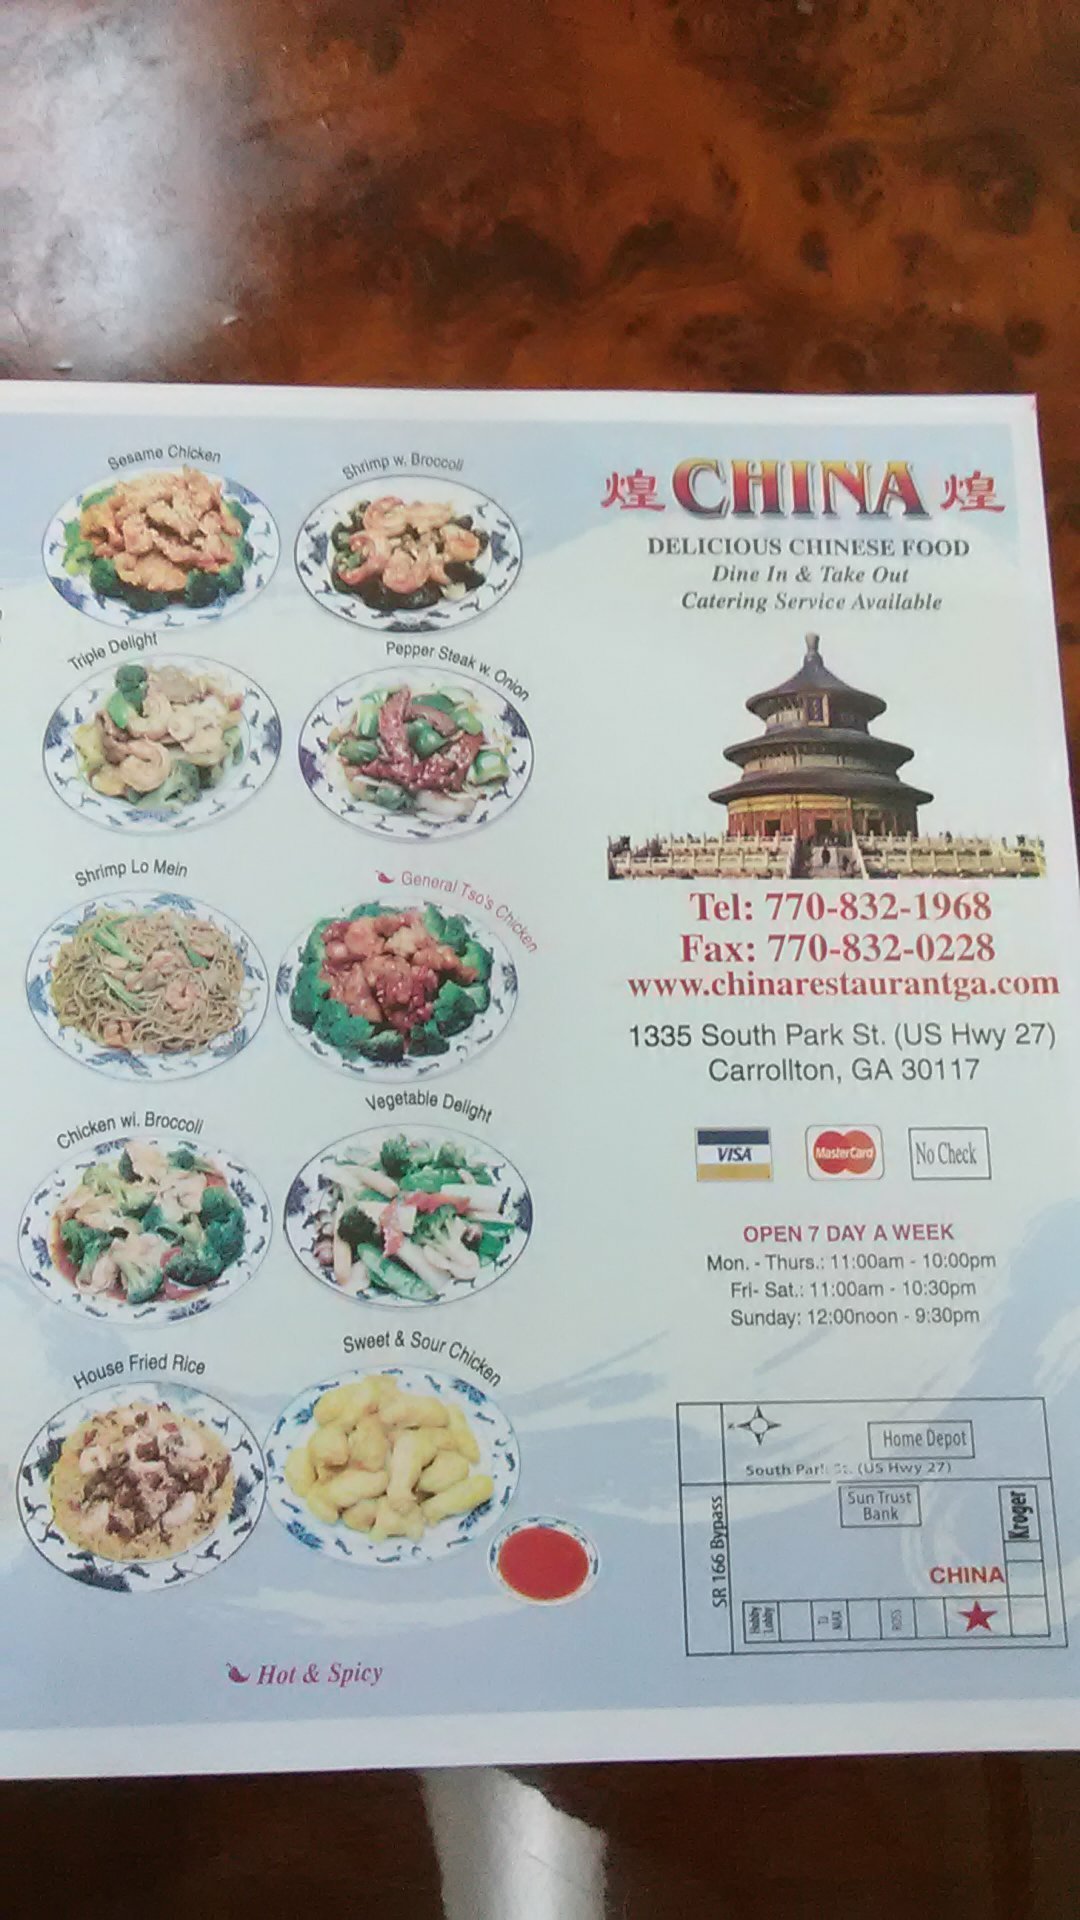 Sesame Chicken
Shrimp w. Broccoli
Triple Delight
Pepper Steak w. Onion
Shrimp Lo Mein
General Tso's Chicken
Chicken wi. Broccoli
Vegetable Delight
House Fried Rice
Sweet & Sour Chicken
Hot & Spicy
煌 CHINA 煌
DELICIOUS CHINESE FOOD
Dine In & Take Out
Catering Service Available
Tel: 770-832-1968
Fax: 770-832-0228
www.chinarestaurantga.com
1335 South Park St. (US Hwy 27)
Carrollton, GA 30117
VISA
MasterCard
No Check
OPEN 7 DAY A WEEK
Mon. - Thurs.: 11:00am - 10:00pm
Fri- Sat.: 11:00am - 10:30pm
Sunday: 12:00noon - 9:30pm
Home Depot
South Park St. (US Hwy 27)
Sun Trust
Bank
Kroger
SR 166 Bypass
CHINA
Hobby
Lobby
TJ
MAX
ROSS